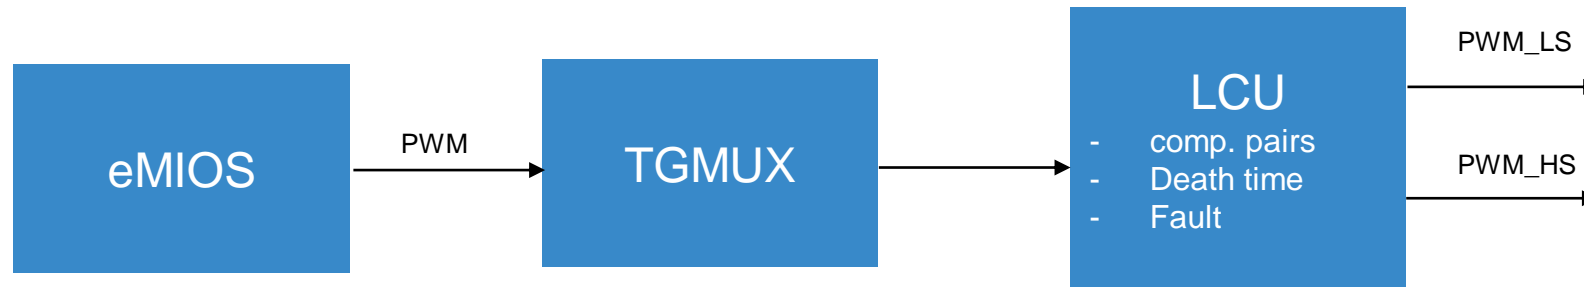 eMIOS
PWM
TGMUX
LCU
- comp. pairs
- Death time
- Fault
PWM_LS
PWM_HS